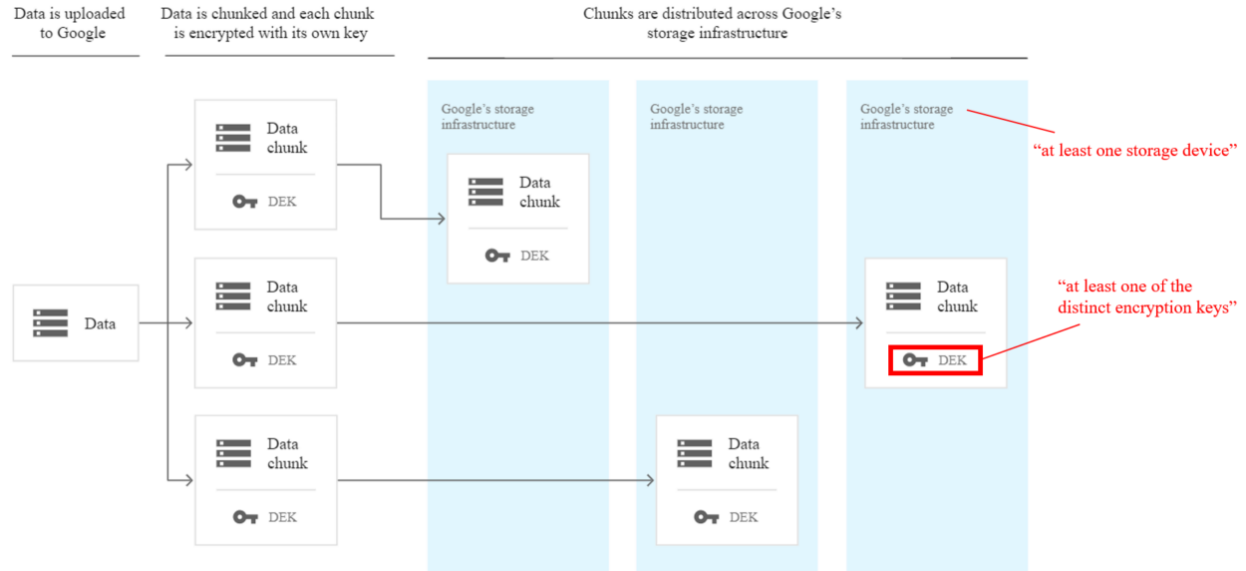 Data is uploaded
to Google
Data is chunked and each chunk
is encrypted with its own key
Chunks are distributed across Google’s
storage infrastructure
Google’s storage
infrastructure
Google’s storage
infrastructure
Google’s storage
infrastructure
“at least one storage device”
Data
chunk
DEK
Data
chunk
DEK
Data
Data
chunk
DEK
Data
chunk
DEK
“at least one of the
distinct encryption keys”
Data
chunk
DEK
Data
chunk
DEK